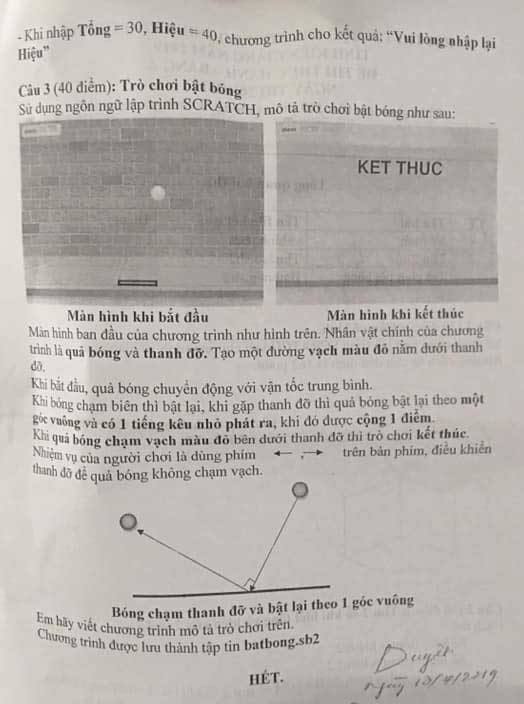 - Khi nhập Tổng = 30, Hiệu = 40, chương trình cho kết quả: “Vui lòng nhập lại
Hiệu”
Câu 3 (40 điểm): Trò chơi bật bóng
Sử dụng ngôn ngữ lập trình SCRATCH, mô tả trò chơi bật bóng như sau:
KET THUC
Màn hình khi bắt đầu
Màn hình khi kết thúc
Màn hình ban đầu của chương trình như hình trên. Nhân vật chính của chương
trình là quả bóng và thanh đỡ. Tạo một đường vạch màu đỏ nằm dưới thanh
đỡ.
Khi bắt đầu, quả bóng chuyển động với vận tốc trung bình.
Khi bóng chạm biên thì bật lại, khi gặp thanh đỡ thì quả bóng bật lại theo một
góc vuông và có 1 tiếng kêu nhỏ phát ra, khi đó được cộng 1 điểm.
Khi quả bóng chạm vạch màu đỏ bên dưới thanh đỡ thì trò chơi kết thúc.
Nhiệm vụ của người chơi là dùng phím ← , → trên bàn phím, điều khiển
thanh đỡ để quả bóng không chạm vạch.
Bóng chạm thanh đỡ và bật lại theo 1 góc vuông
Em hãy viết chương trình mô tả trò chơi trên.
Chương trình được lưu thành tập tin batbong.sb2
HẾT.
Duyệt
ngày 10/4/2019